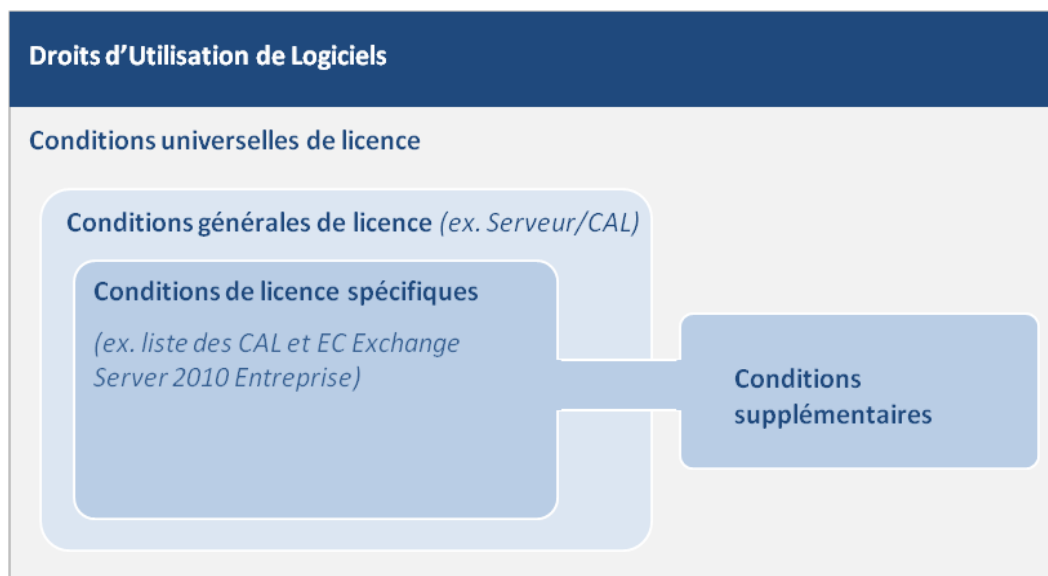 Droits d’Utilisation de Logiciels
Conditions universelles de licence
Conditions générales de licence (ex. Serveur/CAL)
Conditions de licence spécifiques
(ex. liste des CAL et EC Exchange
Server 2010 Entreprise)
Conditions
supplémentaires